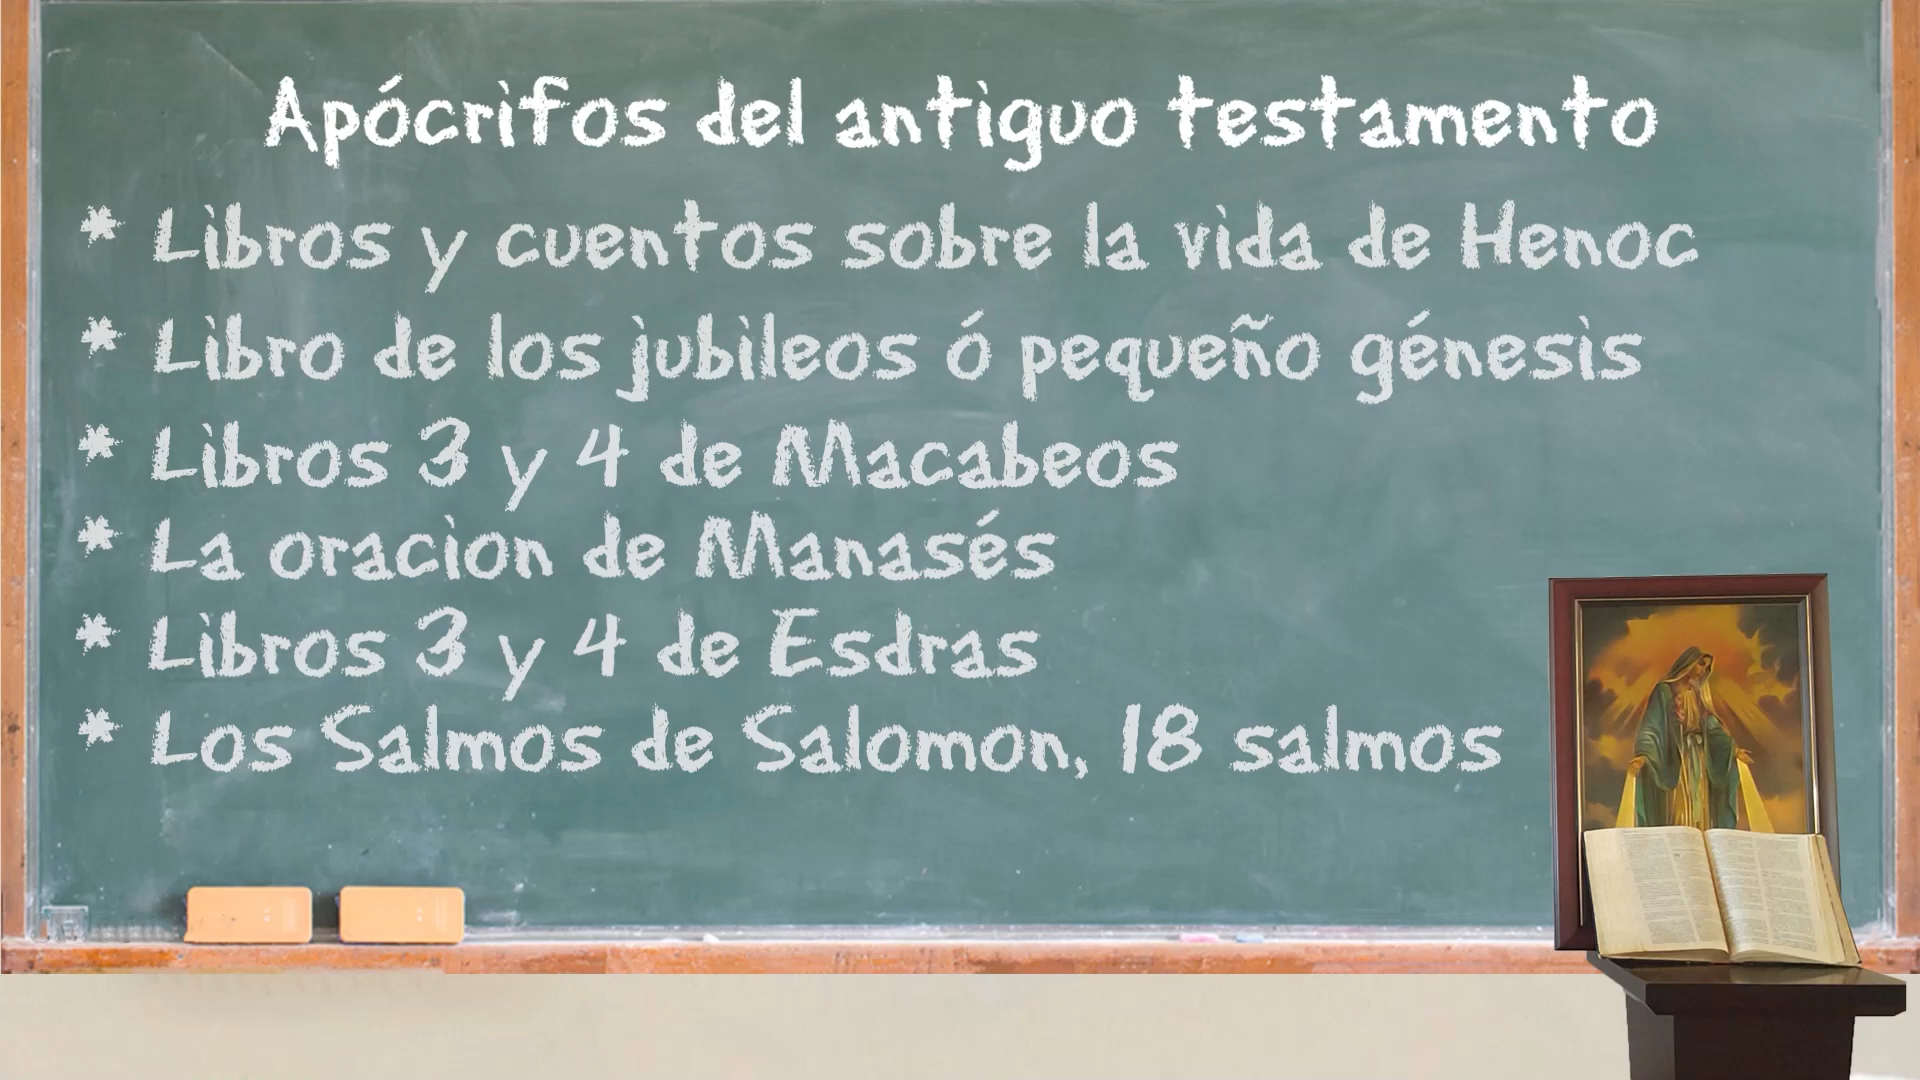 Apócrifos del antiguo testamento
* Libros y cuentos sobre la vida de Henoc
* Libro de los jubileos ó pequeño génesis
* Libros 3 y 4 de Macabeos
* La oracion de Manasés
* Libros 3 y 4 de Esdras
* Los Salmos de Salomon, 18 salmos